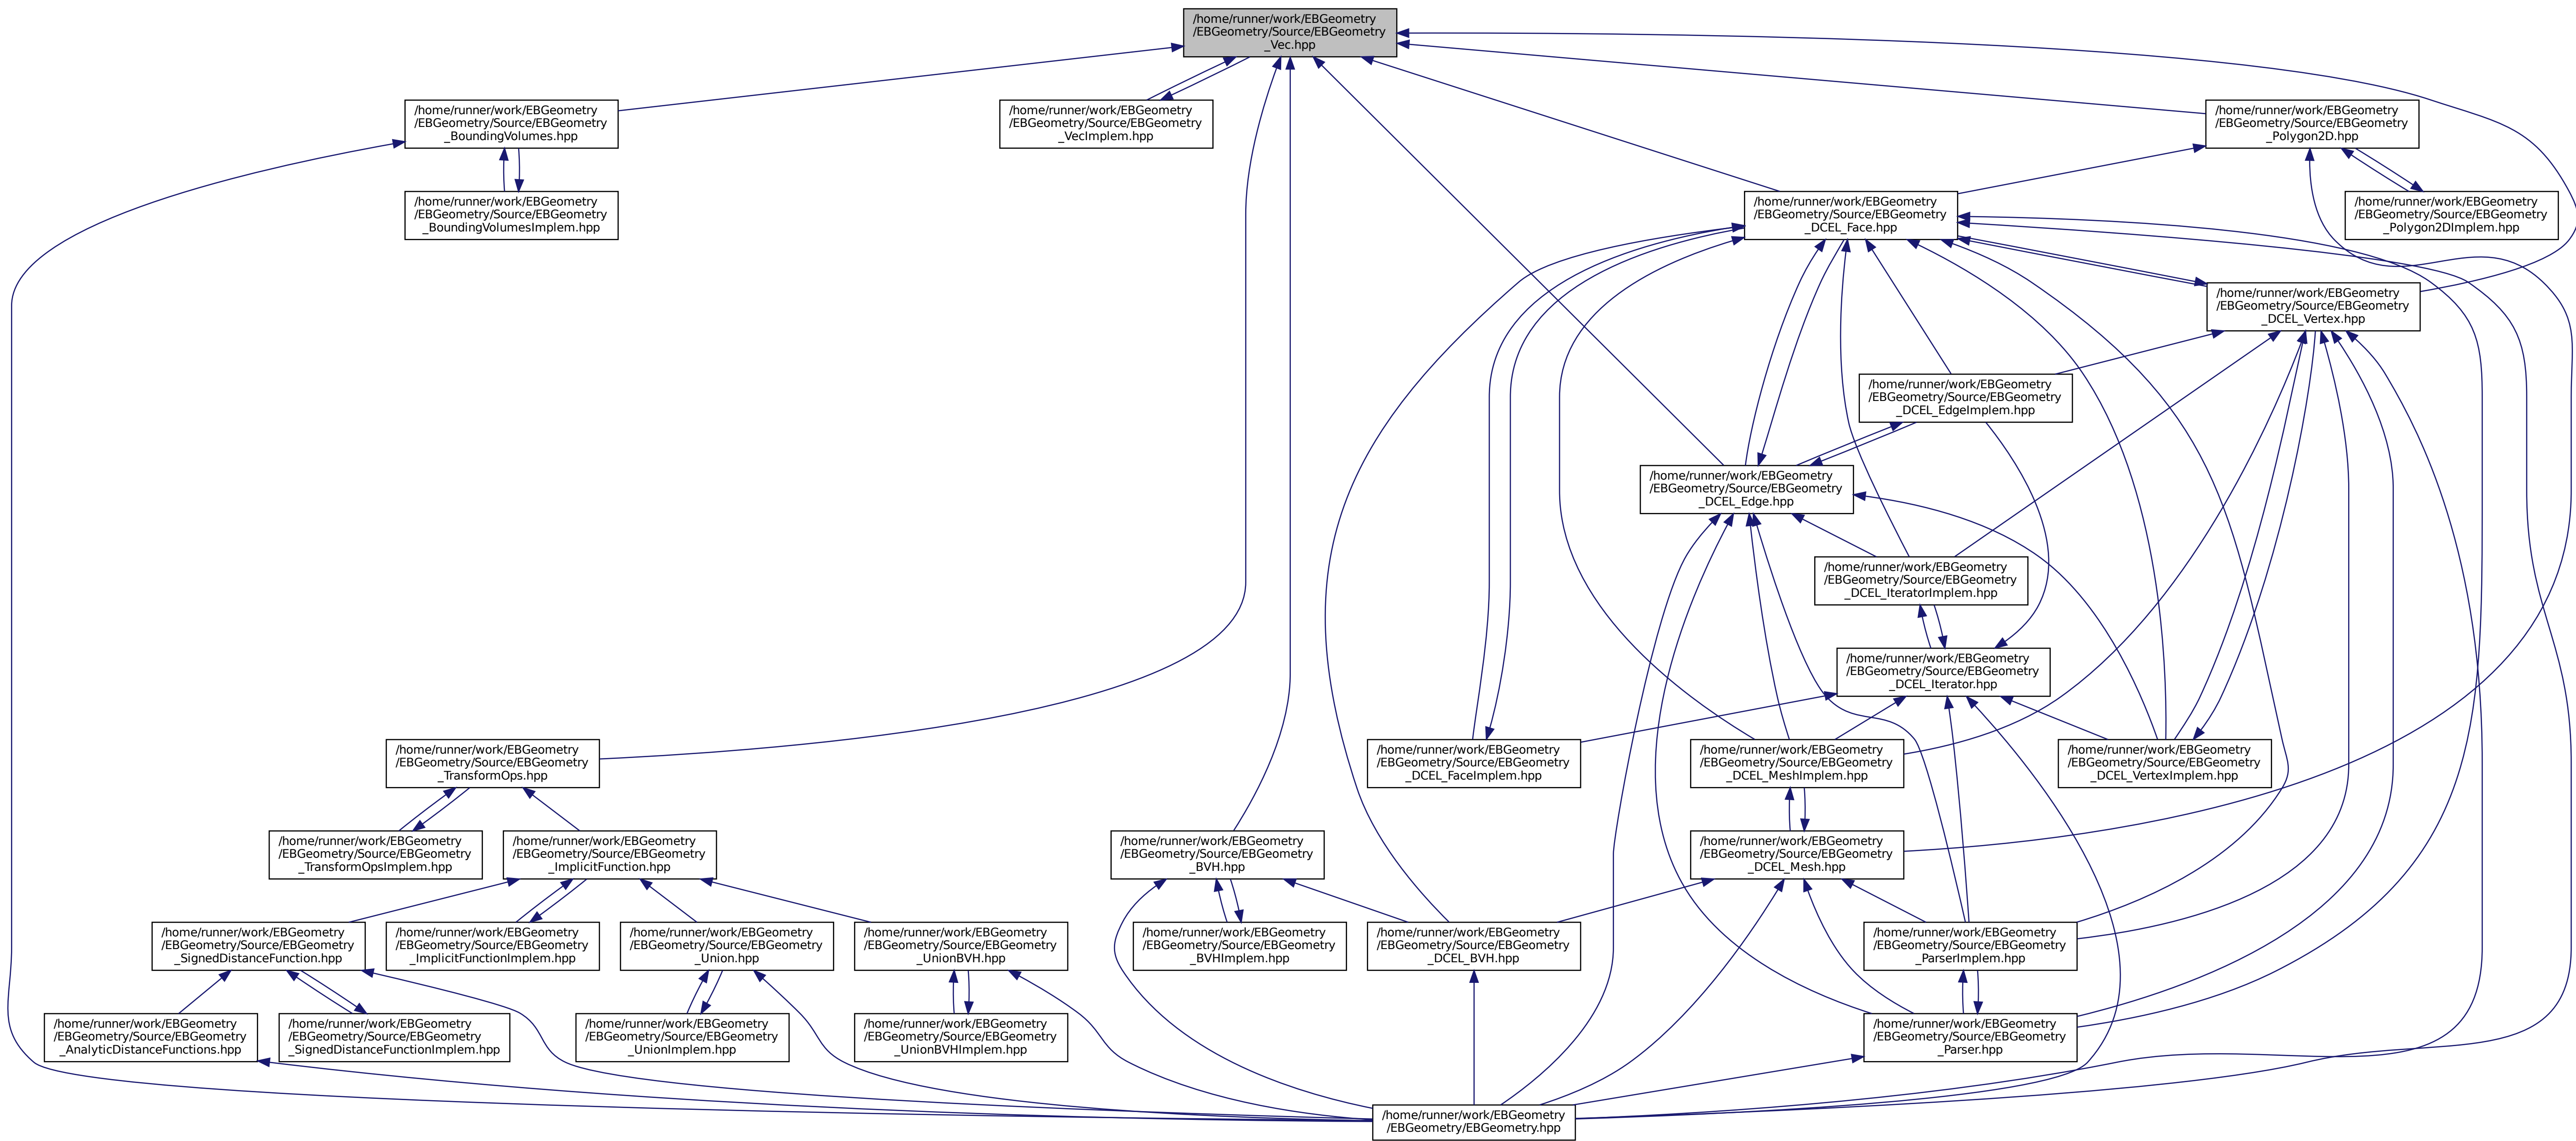 /home/runner/work/EBGeometry
/EBGeometry/Source/EBGeometry
_Vec.hpp
/home/runner/work/EBGeometry
/EBGeometry/Source/EBGeometry
_BoundingVolumes.hpp
/home/runner/work/EBGeometry
/EBGeometry/Source/EBGeometry
_VecImplem.hpp
/home/runner/work/EBGeometry
/EBGeometry/Source/EBGeometry
_Polygon2D.hpp
/home/runner/work/EBGeometry
/EBGeometry/Source/EBGeometry
_BoundingVolumesImplem.hpp
/home/runner/work/EBGeometry
/EBGeometry/Source/EBGeometry
_DCEL_Face.hpp
/home/runner/work/EBGeometry
/EBGeometry/Source/EBGeometry
_Polygon2DImplem.hpp
/home/runner/work/EBGeometry
/EBGeometry/Source/EBGeometry
_DCEL_Vertex.hpp
/home/runner/work/EBGeometry
/EBGeometry/Source/EBGeometry
_DCEL_EdgeImplem.hpp
/home/runner/work/EBGeometry
/EBGeometry/Source/EBGeometry
_DCEL_Edge.hpp
/home/runner/work/EBGeometry
/EBGeometry/Source/EBGeometry
_DCEL_IteratorImplem.hpp
/home/runner/work/EBGeometry
/EBGeometry/Source/EBGeometry
_DCEL_Iterator.hpp
/home/runner/work/EBGeometry
/EBGeometry/Source/EBGeometry
_TransformOps.hpp
/home/runner/work/EBGeometry
/EBGeometry/Source/EBGeometry
_DCEL_FaceImplem.hpp
/home/runner/work/EBGeometry
/EBGeometry/Source/EBGeometry
_DCEL_MeshImplem.hpp
/home/runner/work/EBGeometry
/EBGeometry/Source/EBGeometry
_DCEL_VertexImplem.hpp
/home/runner/work/EBGeometry
/EBGeometry/Source/EBGeometry
_TransformOpsImplem.hpp
/home/runner/work/EBGeometry
/EBGeometry/Source/EBGeometry
_ImplicitFunction.hpp
/home/runner/work/EBGeometry
/EBGeometry/Source/EBGeometry
_BVH.hpp
/home/runner/work/EBGeometry
/EBGeometry/Source/EBGeometry
_DCEL_Mesh.hpp
/home/runner/work/EBGeometry
/EBGeometry/Source/EBGeometry
_SignedDistanceFunction.hpp
/home/runner/work/EBGeometry
/EBGeometry/Source/EBGeometry
_ImplicitFunctionImplem.hpp
/home/runner/work/EBGeometry
/EBGeometry/Source/EBGeometry
_Union.hpp
/home/runner/work/EBGeometry
/EBGeometry/Source/EBGeometry
_UnionBVH.hpp
/home/runner/work/EBGeometry
/EBGeometry/Source/EBGeometry
_BVHImplem.hpp
/home/runner/work/EBGeometry
/EBGeometry/Source/EBGeometry
_DCEL_BVH.hpp
/home/runner/work/EBGeometry
/EBGeometry/Source/EBGeometry
_ParserImplem.hpp
/home/runner/work/EBGeometry
/EBGeometry/Source/EBGeometry
_AnalyticDistanceFunctions.hpp
/home/runner/work/EBGeometry
/EBGeometry/Source/EBGeometry
_SignedDistanceFunctionImplem.hpp
/home/runner/work/EBGeometry
/EBGeometry/Source/EBGeometry
_UnionImplem.hpp
/home/runner/work/EBGeometry
/EBGeometry/Source/EBGeometry
_UnionBVHImplem.hpp
/home/runner/work/EBGeometry
/EBGeometry/Source/EBGeometry
_Parser.hpp
/home/runner/work/EBGeometry
/EBGeometry/EBGeometry.hpp